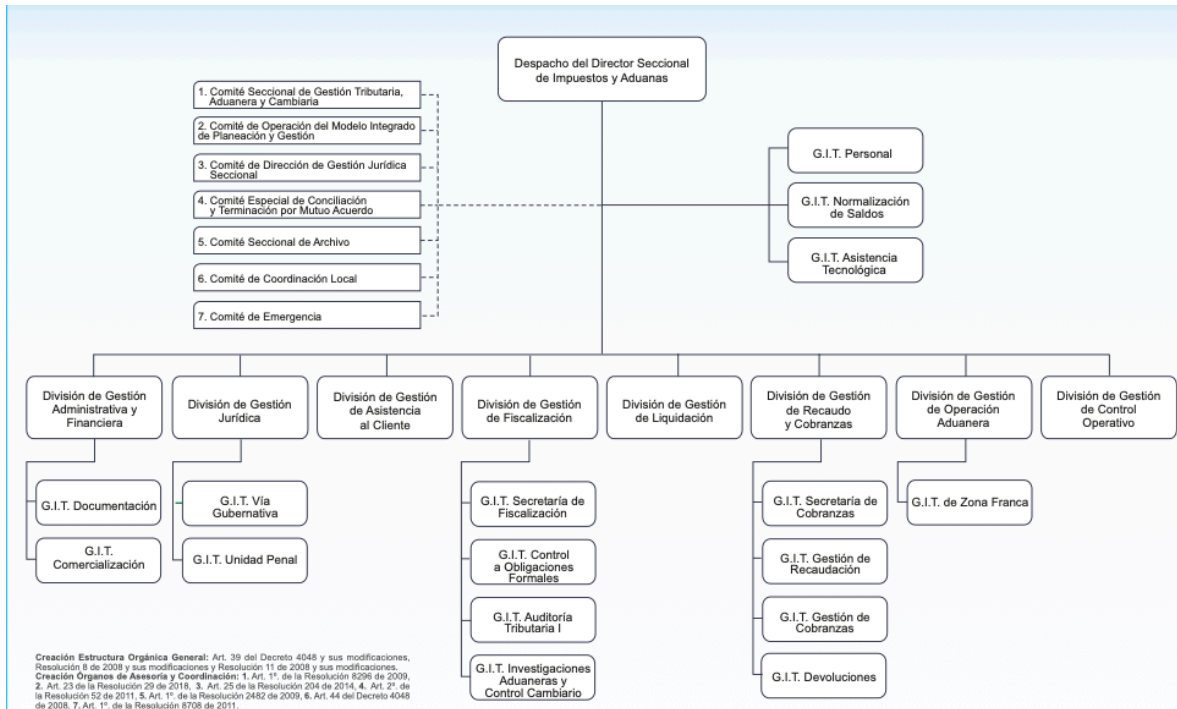 Despacho del Director Seccional
de Impuestos y Aduanas
1. Comité Seccional de Gestión Tributaria,
Aduanera y Cambiaria
2. Comité de Operación del Modelo Integrado
de Planeación y Gestión
3. Comité de Dirección de Gestión Jurídica
Seccional
4. Comité Especial de Conciliación
y Terminación por Mutuo Acuerdo
5. Comité Seccional de Archivo
6. Comité de Coordinación Local
7. Comité de Emergencia
G.I.T. Personal
G.I.T. Normalización
de Saldos
G.I.T. Asistencia
Tecnológica
División de Gestión
Administrativa y
Financiera
División de Gestión
Jurídica
División de Gestión
de Asistencia
al Cliente
División de Gestión
de Fiscalización
División de Gestión
de Liquidación
División de Gestión
de Recaudo
y Cobranzas
División de Gestión
de Operación
Aduanera
División de Gestión
de Control
Operativo
G.I.T. Documentación
G.I.T.
Comercialización
G.I.T. Vía
Gubernativa
G.I.T. Unidad Penal
G.I.T. Secretaría de
Fiscalización
G.I.T. Control
a Obligaciones
Formales
G.I.T. Auditoría
Tributaria I
G.I.T. Investigaciones
Aduaneras y
Control Cambiario
G.I.T. Secretaría de
Cobranzas
G.I.T. Gestión de
Recaudación
G.I.T. Gestión de
Cobranzas
G.I.T. Devoluciones
G.I.T. de Zona Franca
Creación Estructura Orgánica General: Art. 39 del Decreto 4048 y sus modificaciones,
Resolución 8 de 2008 y sus modificaciones y Resolución 11 de 2008 y sus modificaciones.
Creación Órganos de Asesoría y Coordinación: 1. Art. 1º. de la Resolución 8296 de 2009,
2. Art. 23 de la Resolución 29 de 2018, 3. Art. 25 de la Resolución 204 de 2014, 4. Art. 2º. de
la Resolución 52 de 2011, 5. Art. 1º. de la Resolución 2482 de 2009, 6. Art. 44 del Decreto 4048
de 2008, 7. Art. 1º. de la Resolución 8708 de 2011.